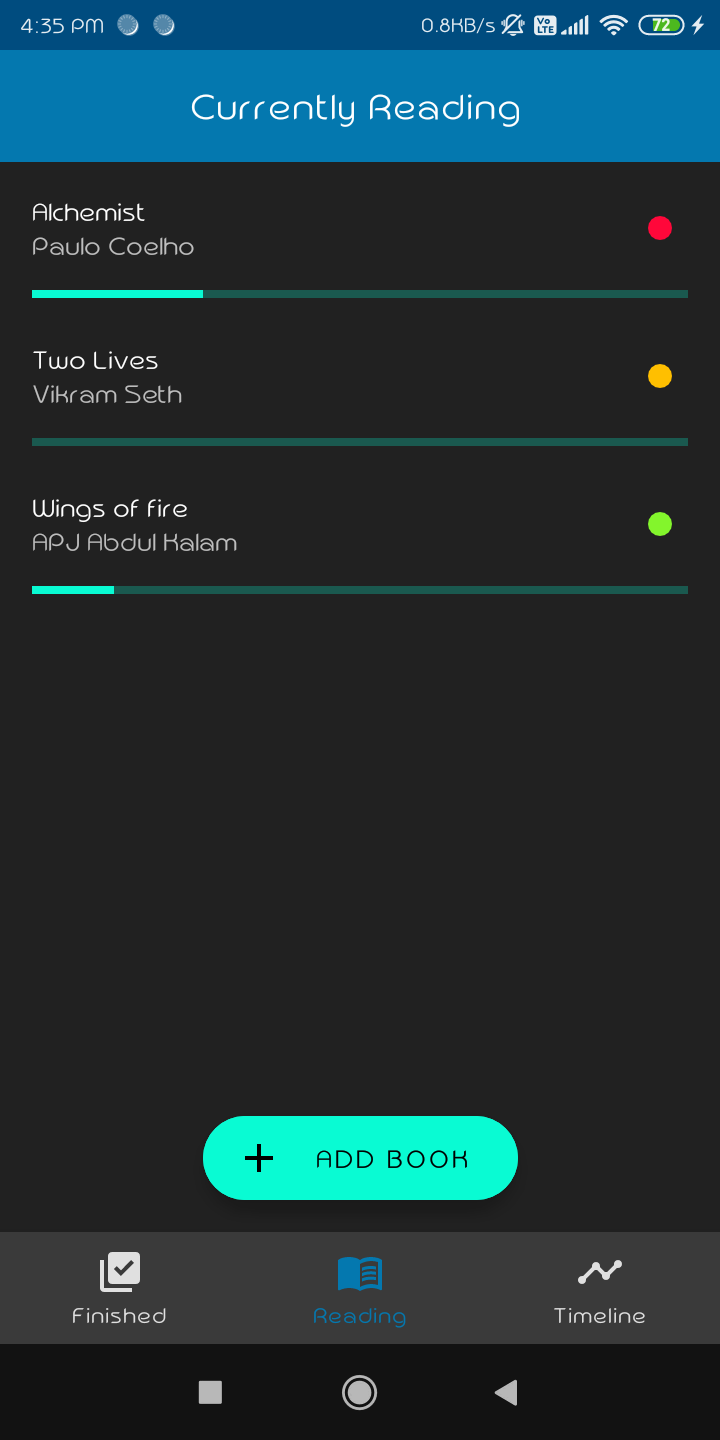 4:35 PM 0.8KB/s Vo LTE 72
Currently Reading
Alchemist
Paulo Coelho
Two Lives
Vikram Seth
Wings of fire
APJ Abdul Kalam
ADD BOOK
Finished Reading Timeline